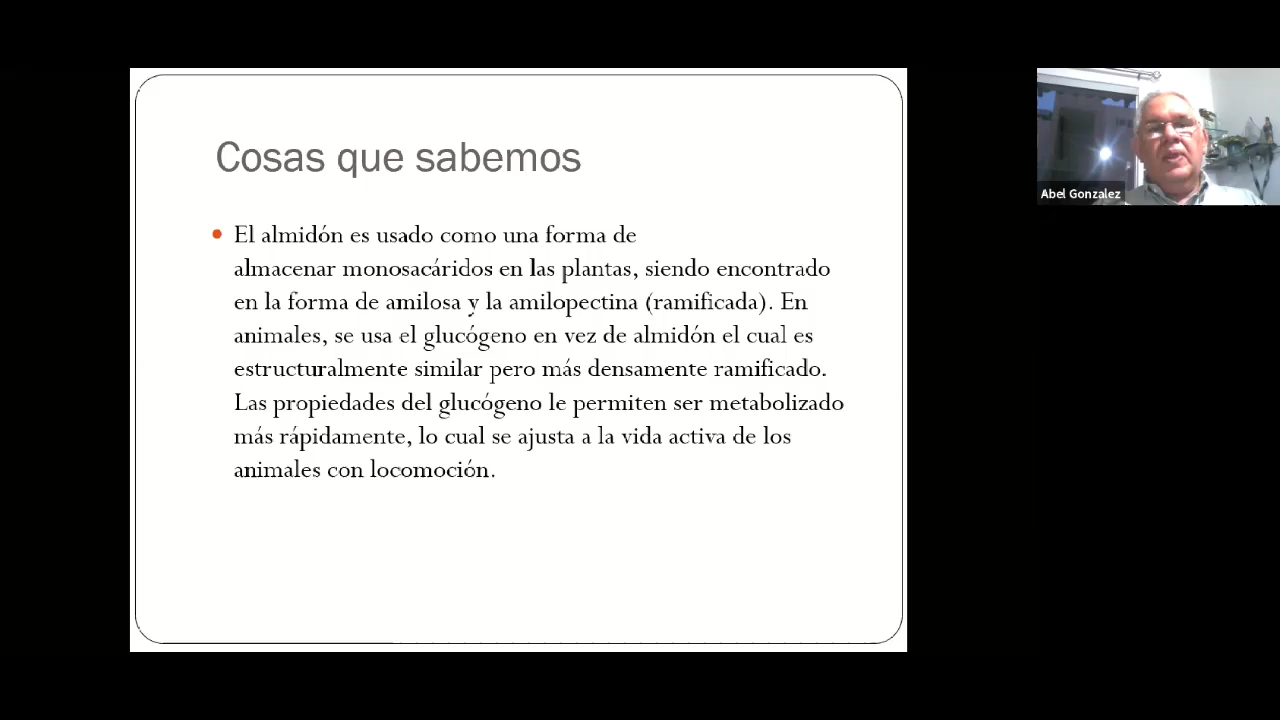 Cosas que sabemos
El almidón es usado como una forma de
almacenar monosacáridos en las plantas, siendo encontrado
en la forma de amilosa y la amilopectina (ramificada). En
animales, se usa el glucógeno en vez de almidón el cual es
estructuralmente similar pero más densamente ramificado.
Las propiedades del glucógeno le permiten ser metabolizado
más rápidamente, lo cual se ajusta a la vida activa de los
animales con locomoción.
Abel Gonzalez